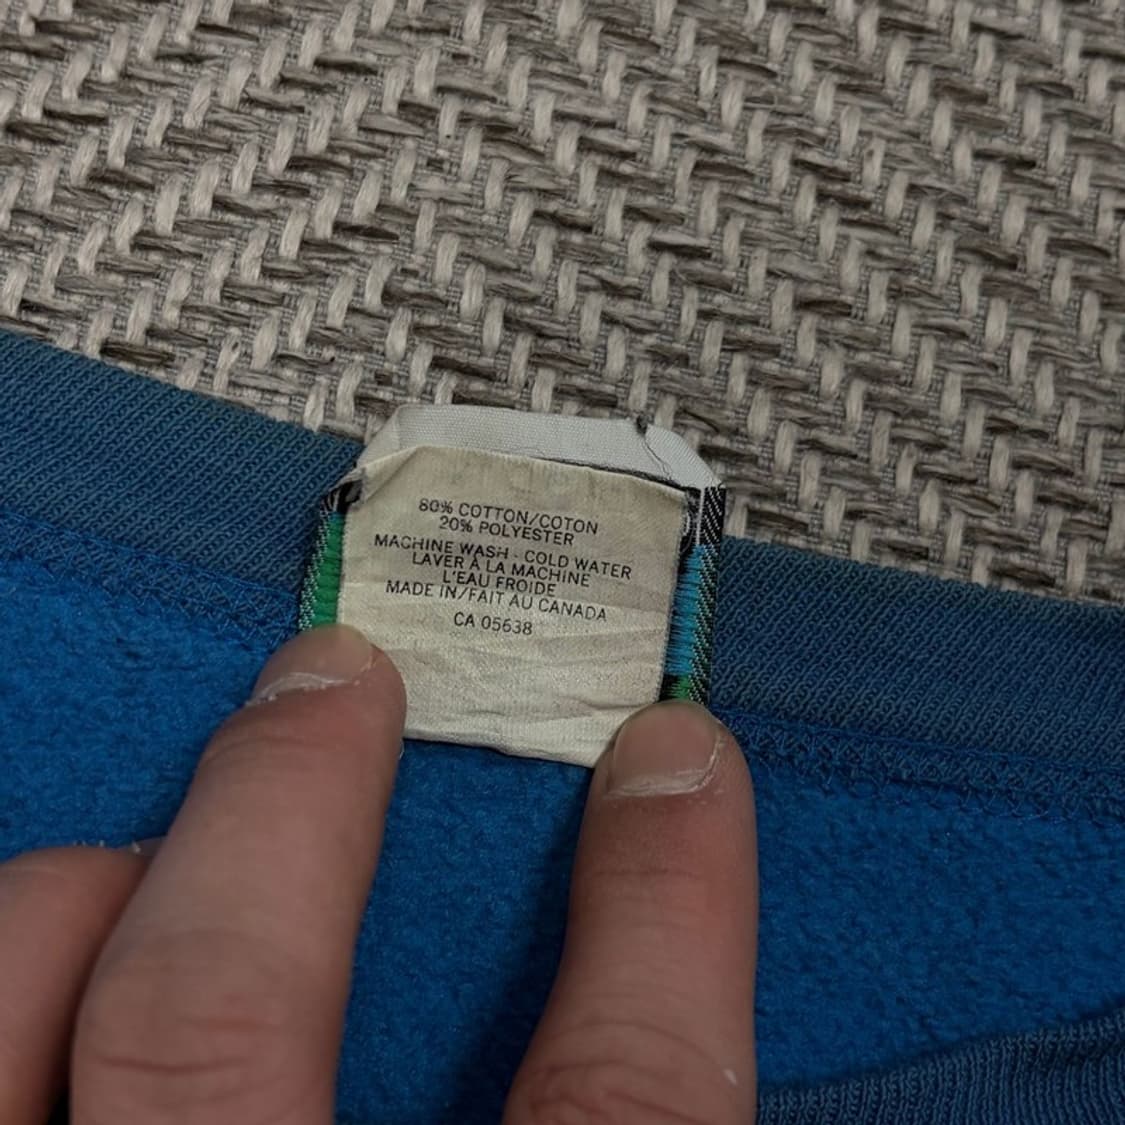 80% COTTON/COTON
20% POLYESTER
MACHINE WASH - COLD WATER
LAVER À LA MACHINE
L'EAU FROIDE
MADE IN/FAIT AU CANADA
CA 05638